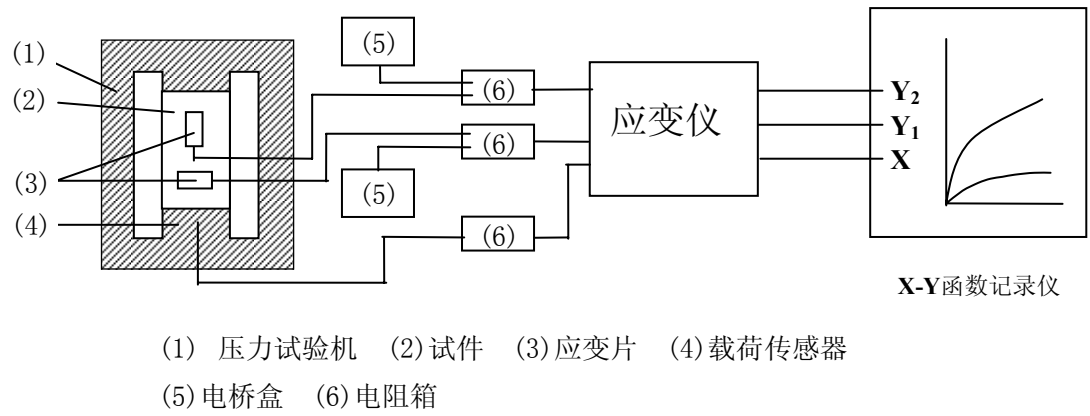 (1)
(2)
(3)
(4)
(5)
(6)
(6)
(5)
(6)
应变仪
Y₂
Y₁
X
X-Y函数记录仪
(1) 压力试验机 (2)试件 (3)应变片 (4)载荷传感器
(5)电桥盒 (6)电阻箱